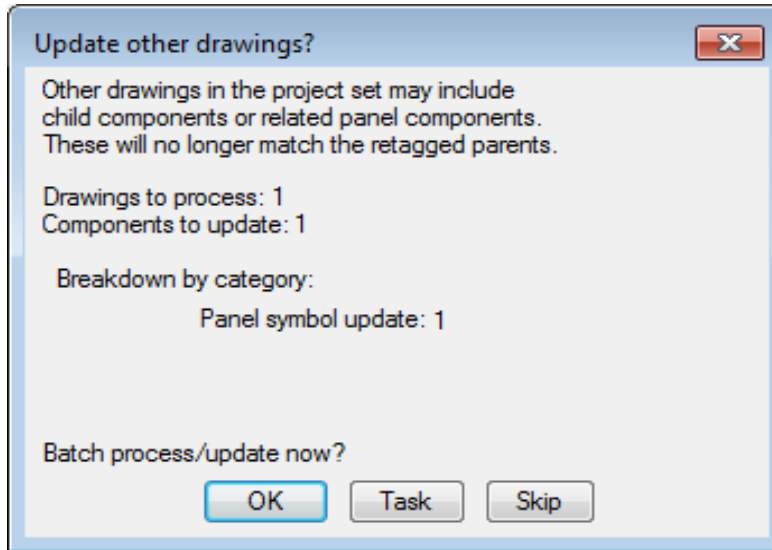 Update other drawings?
Other drawings in the project set may include
child components or related panel components.
These will no longer match the retagged parents.
Drawings to process: 1
Components to update: 1
Breakdown by category:
Panel symbol update: 1
Batch process/update now?
OK Task Skip